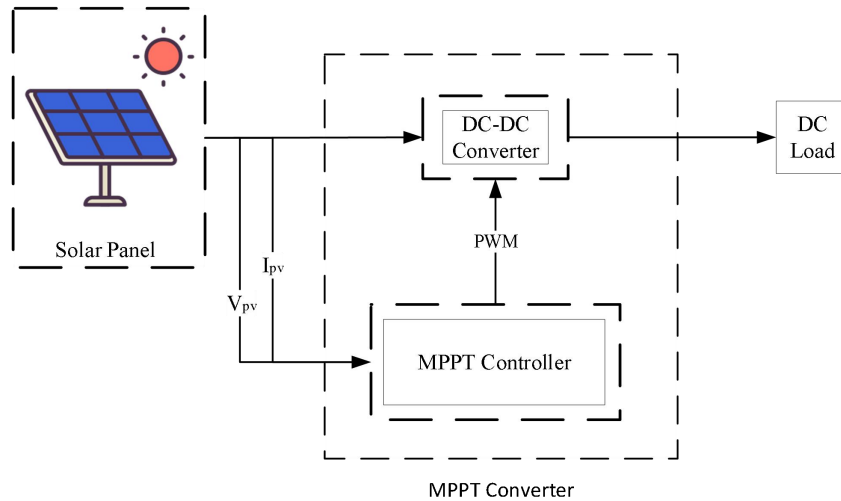 DC-DC
Converter
DC
Load
Solar Panel
PWM
Ipv
Vpv
MPPT Controller
MPPT Converter